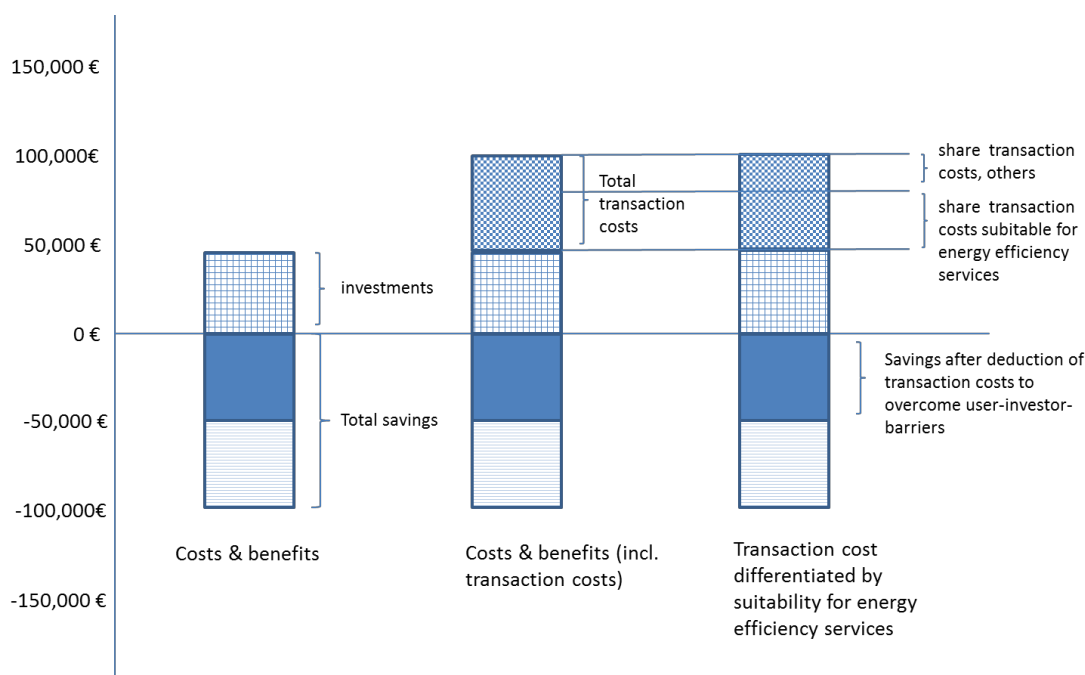 150,000 €
100,000€
50,000 €
0 €
-50,000 €
-100,000€
-150,000 €
investments
Total savings
Total
transaction
costs
share  transaction
costs, others
share  transaction
costs subitable for
energy efficiency
services
Savings after deduction of
transaction costs to
overcome user-investor-
barriers
Costs & benefits
Costs & benefits (incl.
transaction costs)
Transaction cost
differentiated by
suitability for energy
efficiency services